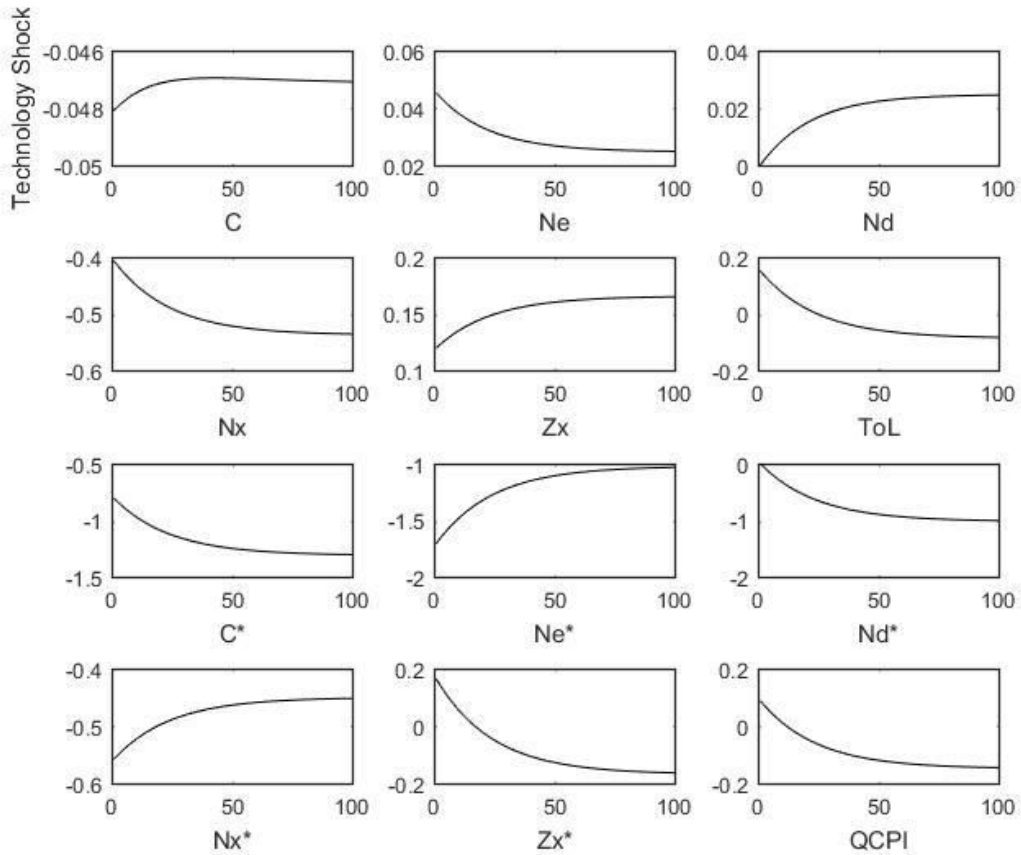 Technology Shock
-0.046 0.06 0.04
-0.048 0.04 0.02
-0.05 0.02 0
0 50 100 0 50 100 0 50 100
C Ne Nd
-0.4 0.2 0.2
-0.5 0.15 0
-0.6 0.1 -0.2
0 50 100 0 50 100 0 50 100
Nx Zx ToL
-0.5 -1 0
-1 -1.5 -1
-1.5 -2 -2
0 50 100 0 50 100 0 50 100
C* Ne* Nd*
-0.4 0.2 0.2
-0.5 0 0
-0.6 -0.2 -0.2
0 50 100 0 50 100 0 50 100
Nx* Zx* QCPI